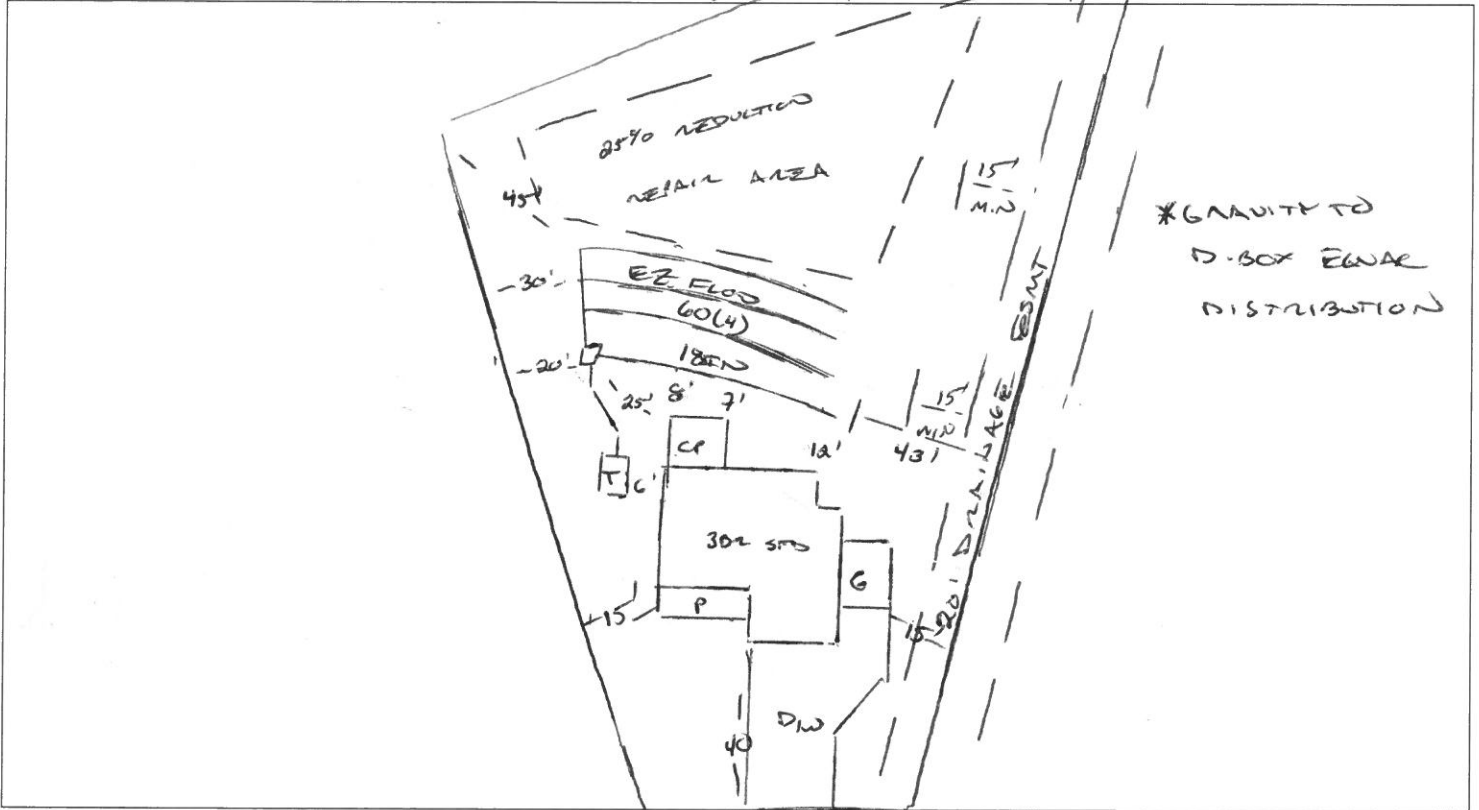 25% REDUCTION
REPAIR AREA
45'
15'
MIN
*GRAVITY TO
D-BOX EQUAL
DISTRIBUTION
30'
EZ FLOW
60(4)
18IN
20'
25'
8'
7'
12'
15'
MIN
43'
20' DRAINAGE ESMT
CP
T
6'
3BR STD
G
P
15
15
D/W
40